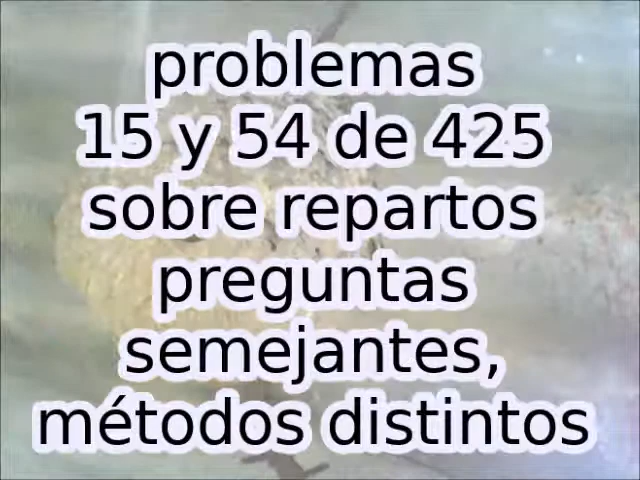 problemas
15 y 54 de 425
sobre repartos
preguntas
semejantes,
métodos distintos